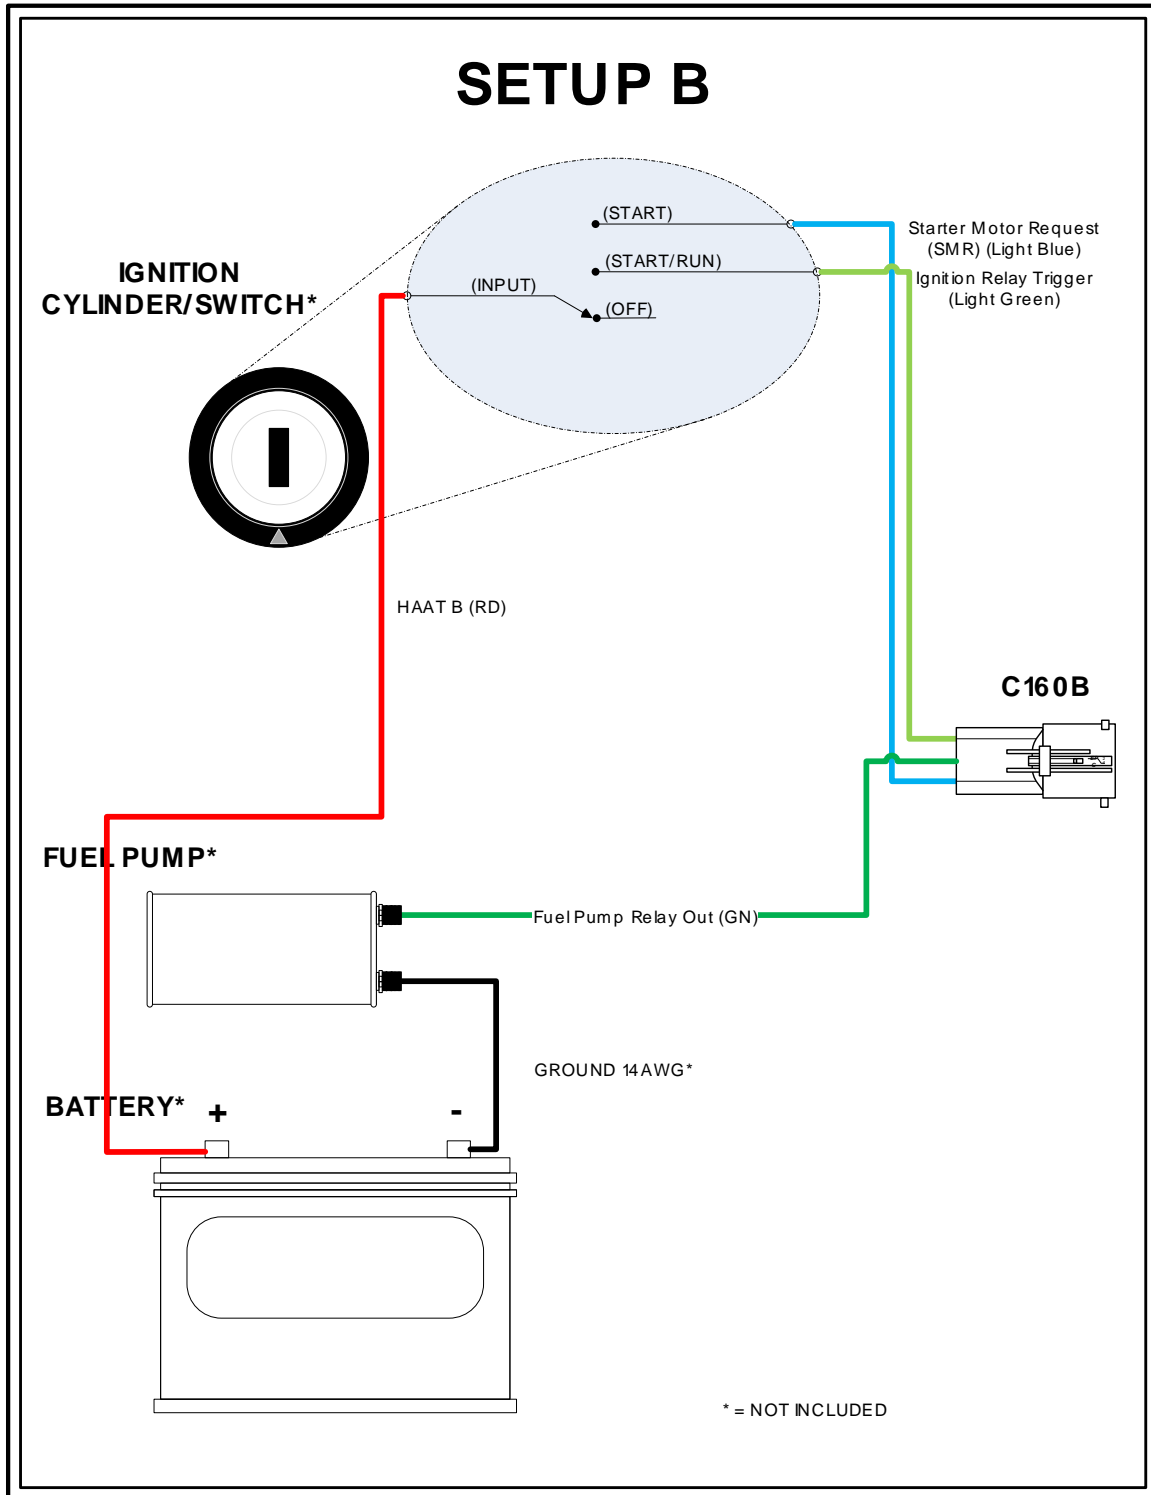 SETUP B
(START)
Starter Motor Request
(SMR) (Light Blue)
(START/RUN)
Ignition Relay Trigger
(Light Green)
IGNITION
CYLINDER/SWITCH*
(INPUT)
(OFF)
HAAT B (RD)
C160B
FUEL PUMP*
Fuel Pump Relay Out (GN)
GROUND 14AWG*
BATTERY*
+
-
* = NOT INCLUDED